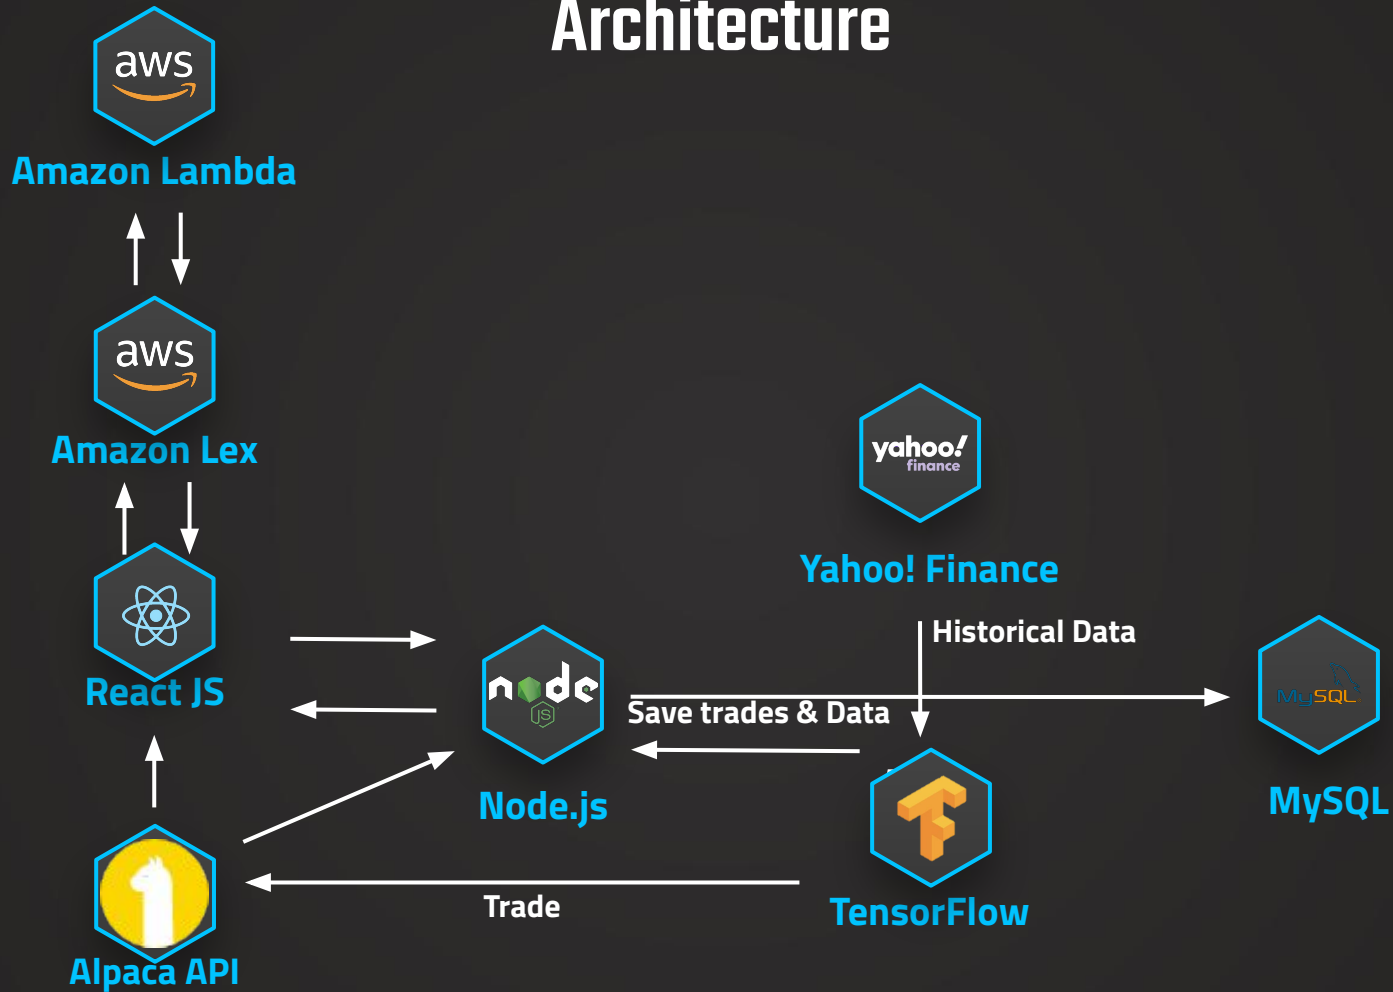 Architecture
aws
Amazon Lambda
aws
Amazon Lex
yahoo!
finance
Yahoo! Finance
Historical Data
React JS
node
JS
Save trades & Data
MySQL
Node.js
MySQL
Trade
TensorFlow
Alpaca API